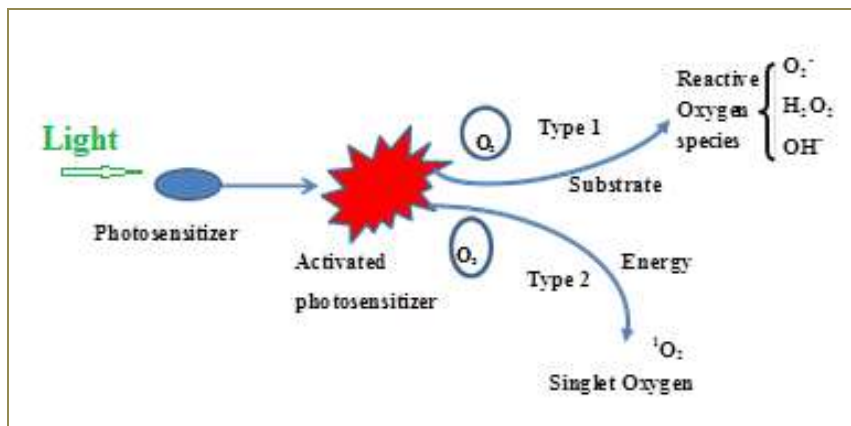 Light
Photosensitizer
Activated
photosensitizer
O₂
Type 1
Substrate
Reactive
Oxygen
species
O₂⁻
H₂O₂
OH⁻
O₂
Type 2
Energy
¹O₂
Singlet Oxygen